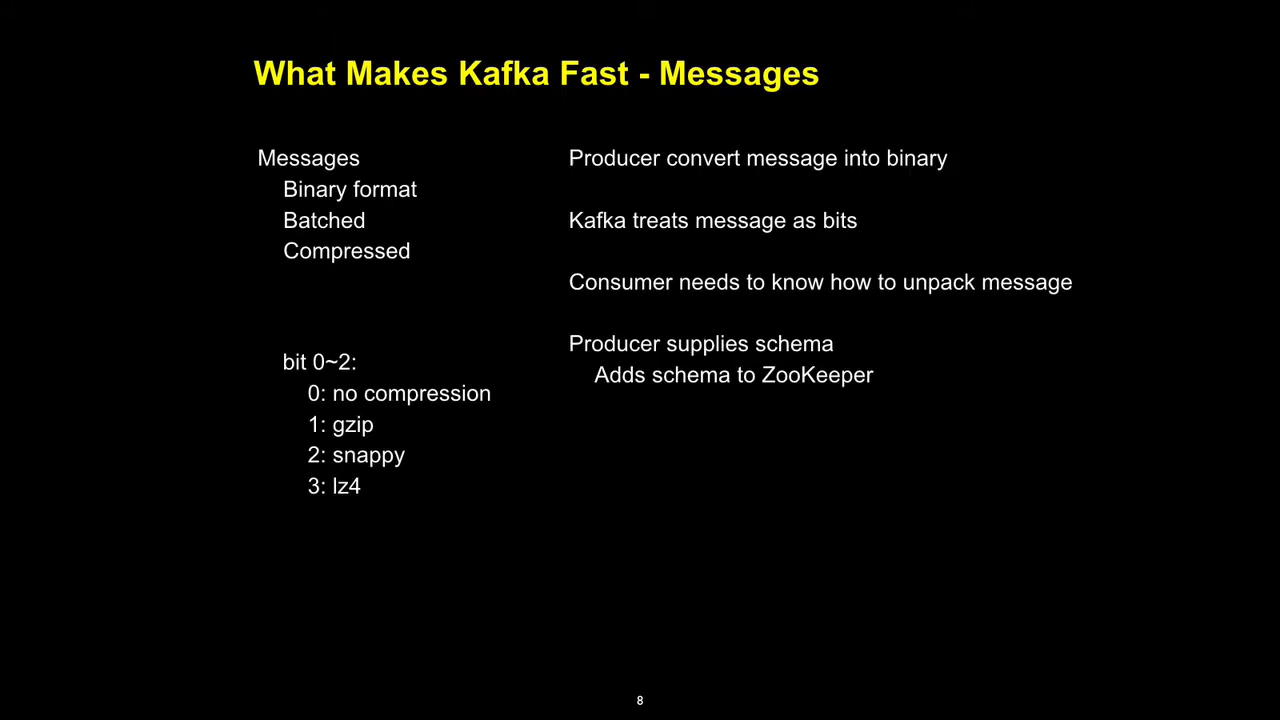 What Makes Kafka Fast - Messages
Messages
Binary format
Batched
Compressed
bit 0~2:
0: no compression
1: gzip
2: snappy
3: lz4
Producer convert message into binary
Kafka treats message as bits
Consumer needs to know how to unpack message
Producer supplies schema
Adds schema to ZooKeeper
8